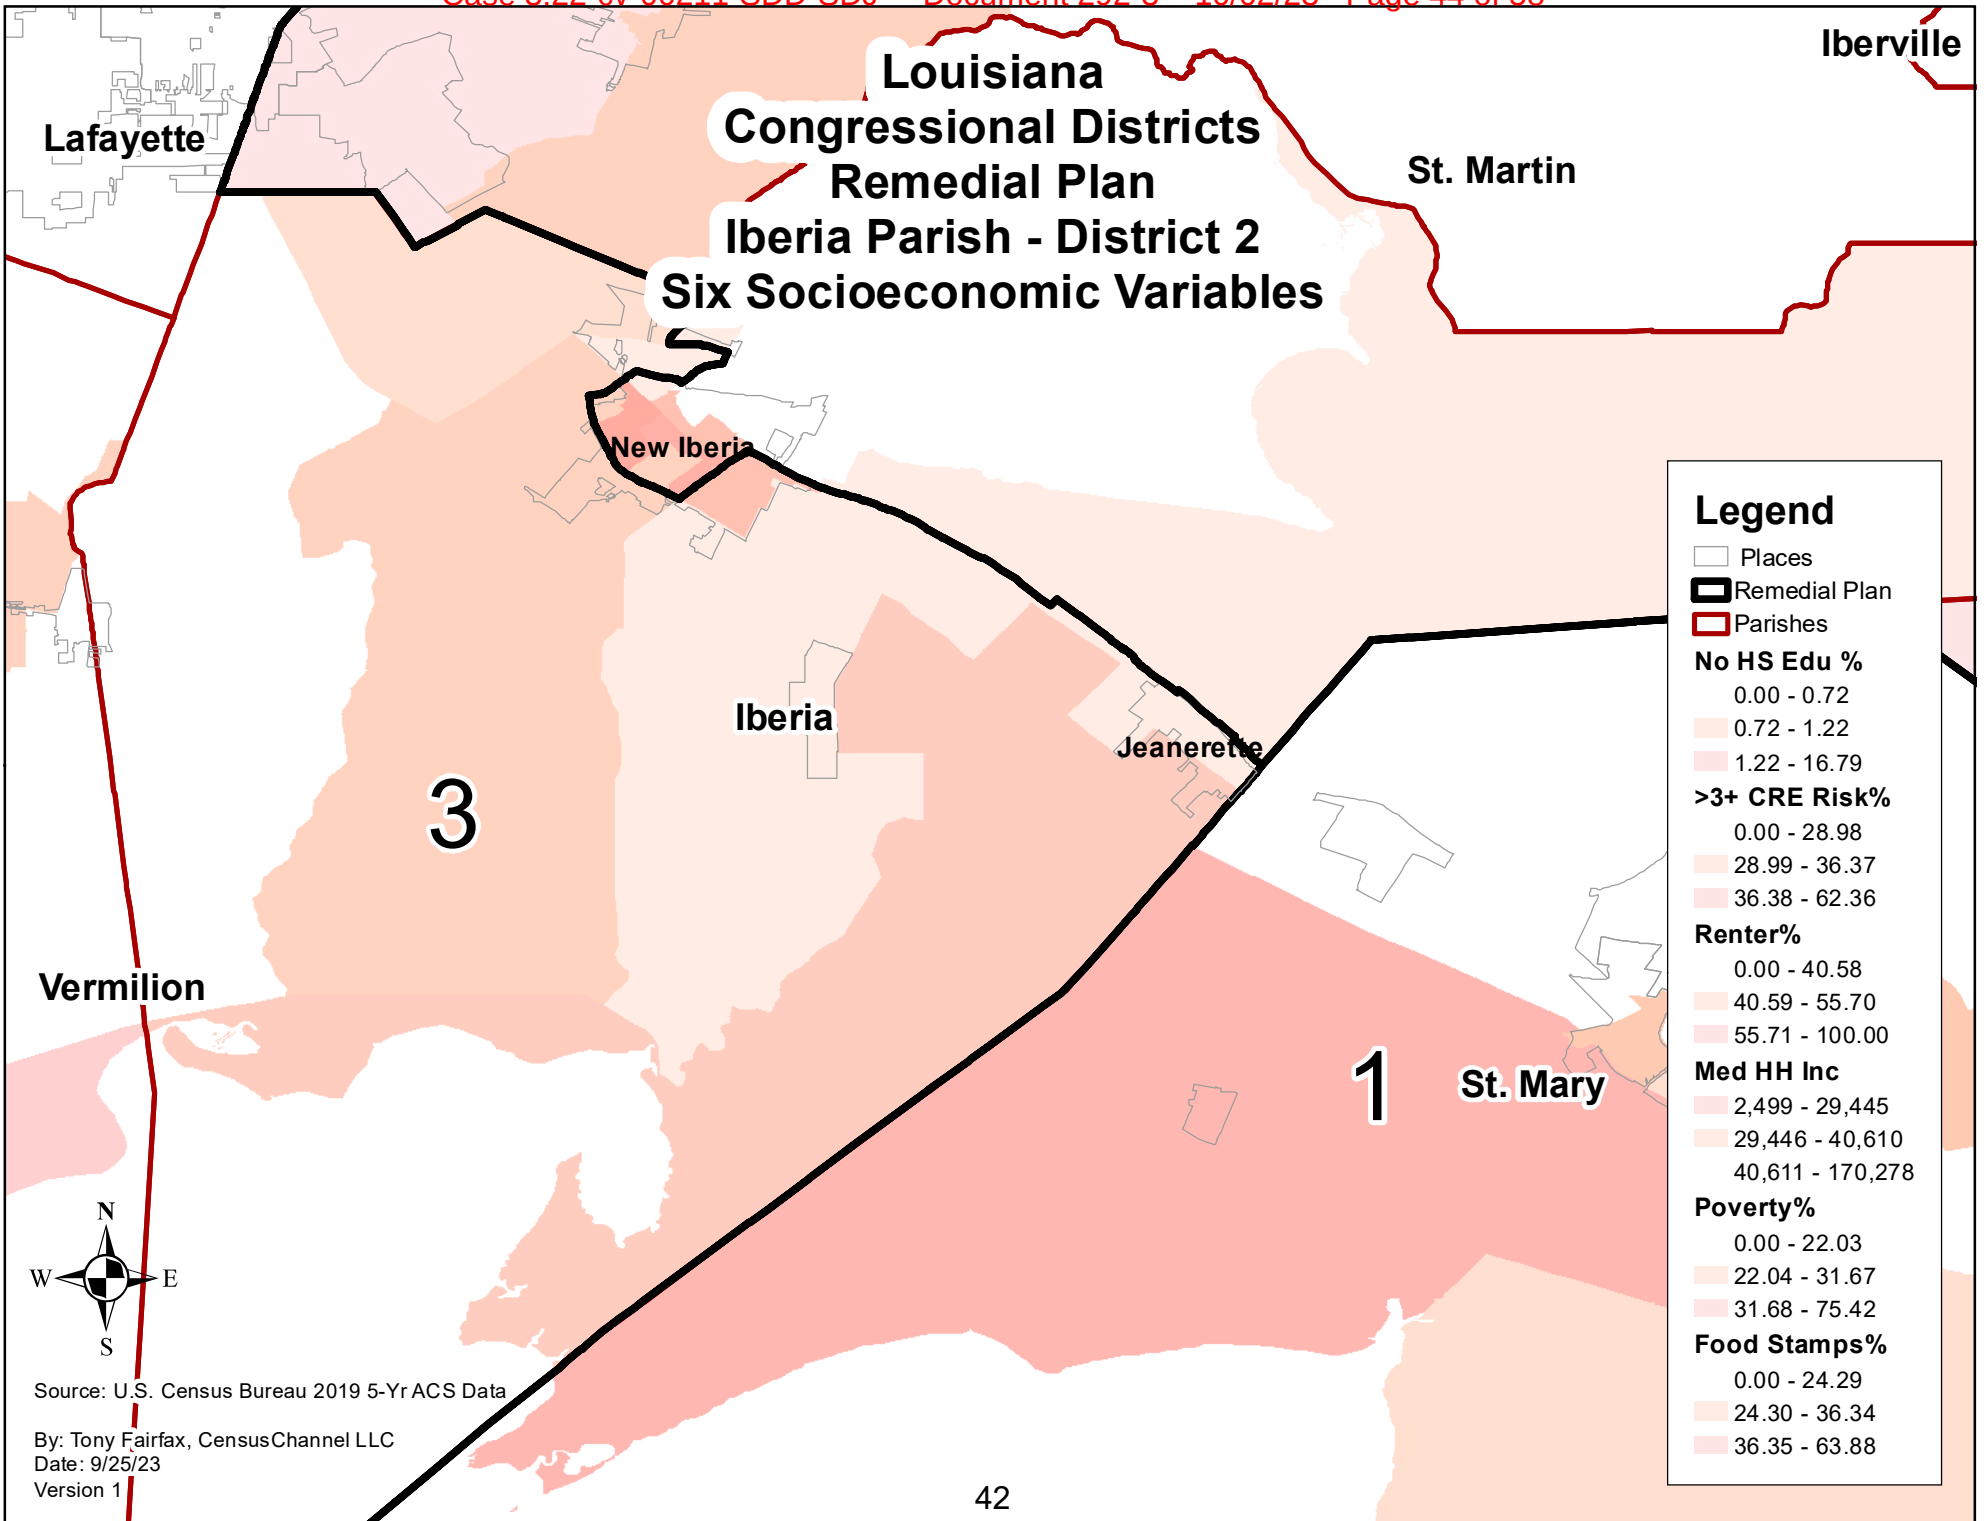 Iberville
Louisiana
Congressional Districts
Remedial Plan
Iberia Parish - District 2
Six Socioeconomic Variables
Lafayette
St. Martin
New Iberia
Iberia
Jeanerette
3
Vermilion
1
St. Mary
Legend
Places
Remedial Plan
Parishes
No HS Edu %
0.00 - 0.72
0.72 - 1.22
1.22 - 16.79
>3+ CRE Risk%
0.00 - 28.98
28.99 - 36.37
36.38 - 62.36
Renter%
0.00 - 40.58
40.59 - 55.70
55.71 - 100.00
Med HH Inc
2,499 - 29,445
29,446 - 40,610
40,611 - 170,278
Poverty%
0.00 - 22.03
22.04 - 31.67
31.68 - 75.42
Food Stamps%
0.00 - 24.29
24.30 - 36.34
36.35 - 63.88
N
W E
S
Source: U.S. Census Bureau 2019 5-Yr ACS Data
By: Tony Fairfax, CensusChannel LLC
Date: 9/25/23
Version 1
42